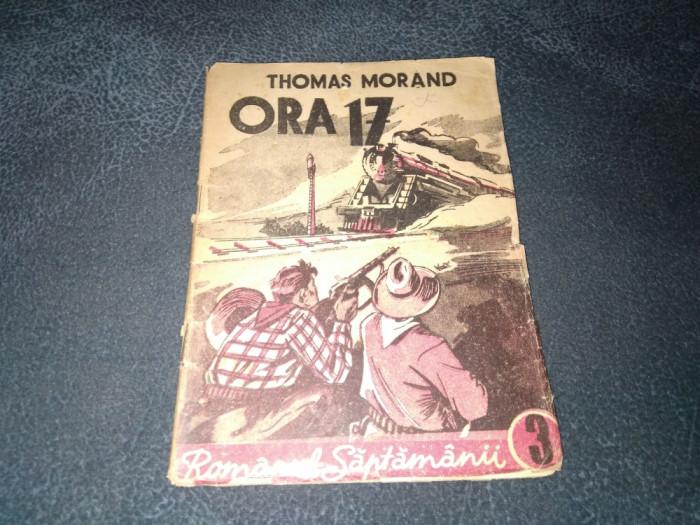 THOMAS MORAND
ORA 17
Romanul Săptămânii
3